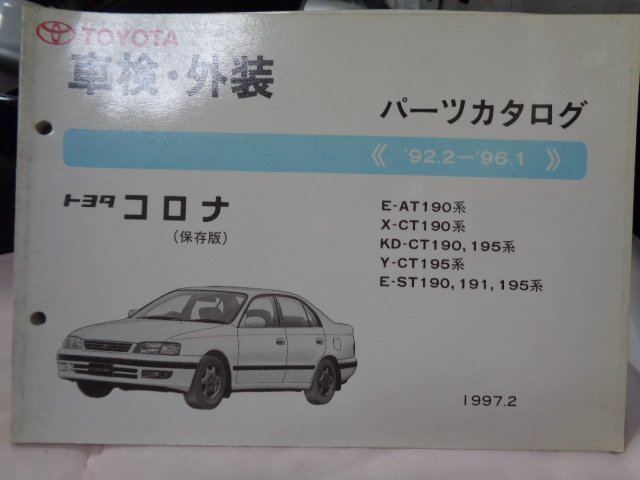 TOYOTA
車検・外装
パーツカタログ
《 '92.2－'96.1 》
トヨタ コロナ
(保存版)
E-AT190系
X-CT190系
KD-CT190, 195系
Y-CT195系
E-ST190, 191, 195系
1997.2